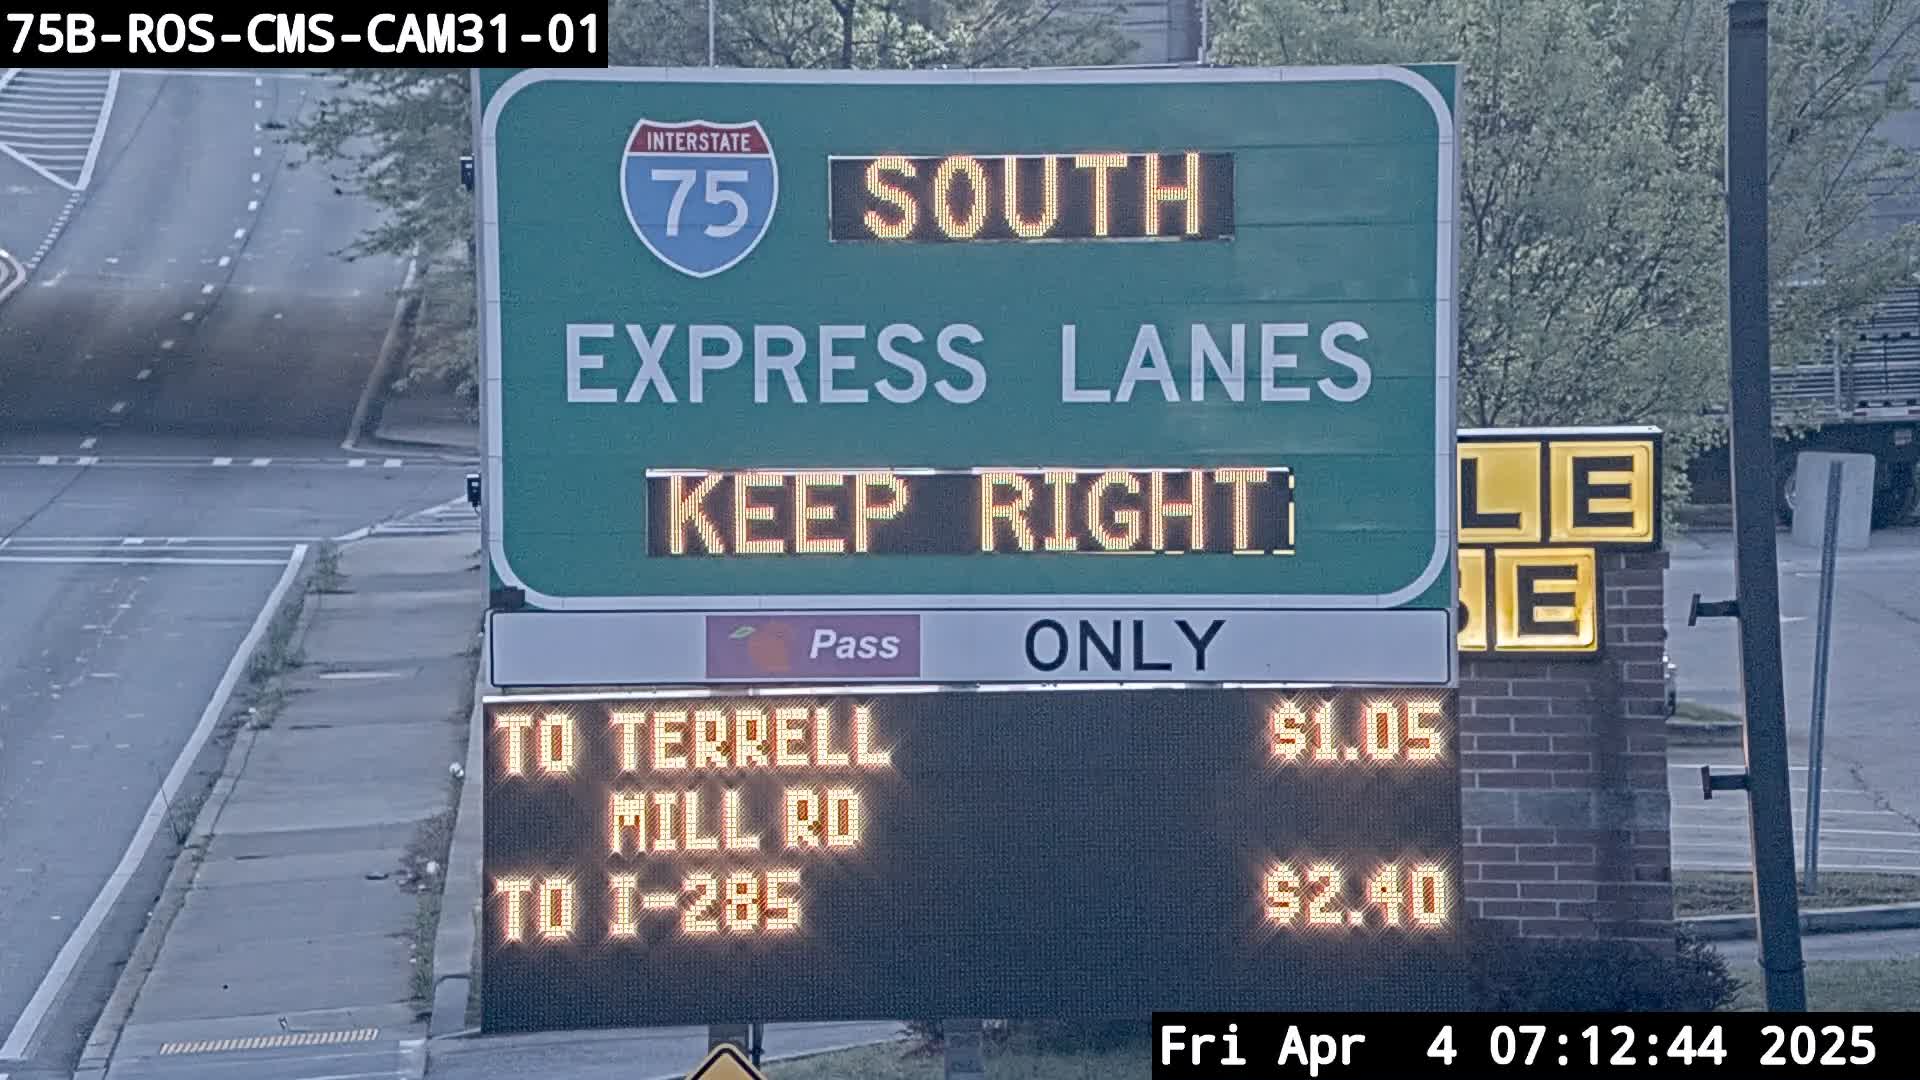 75B-ROS-CMS-CAM31-01
INTERSTATE
75
SOUTH
EXPRESS LANES
KEEP RIGHT
Pass ONLY
TO TERRELL $1.05
MILL RD
TO I-285 $2.40
LE
E
Fri Apr 4 07:12:44 2025